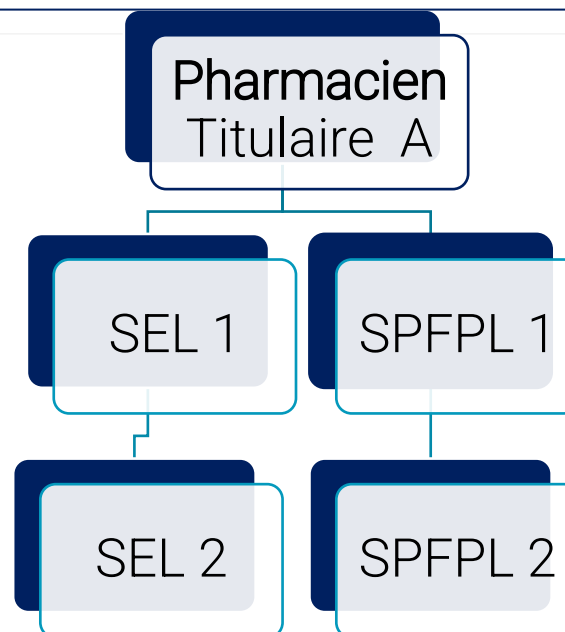 Pharmacien
Titulaire A
SEL 1
SPFPL 1
SEL 2
SPFPL 2